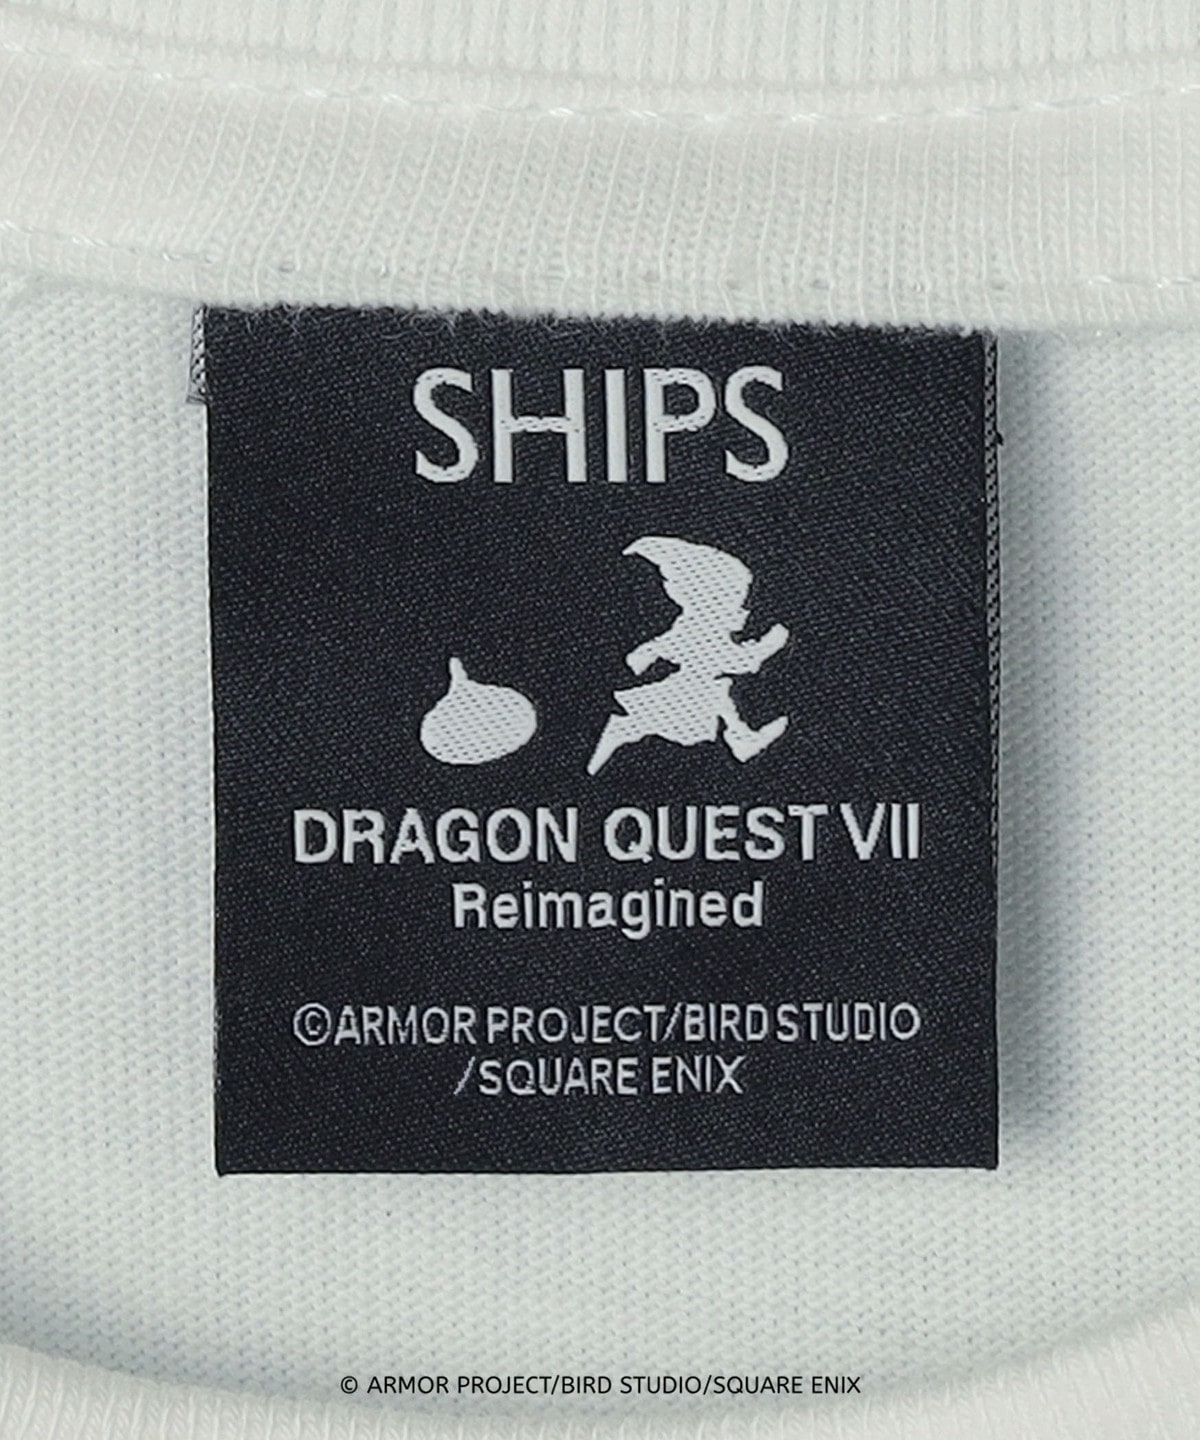 SHIPS
DRAGON QUEST VII
Reimagined
©ARMOR PROJECT/BIRD STUDIO
/SQUARE ENIX
© ARMOR PROJECT/BIRD STUDIO/SQUARE ENIX